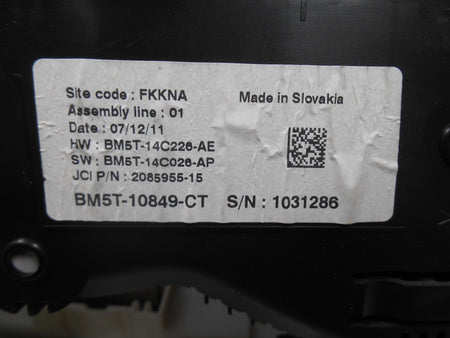 Site code : FKKNA
Made in Slovakia
Assembly line : 01
Date : 07/12/11
HW : BM5T-14C226-AE
SW : BM5T-14C026-AP
JCI P/N : 2085955-15
BM5T-10849-CT S/N : 1031286